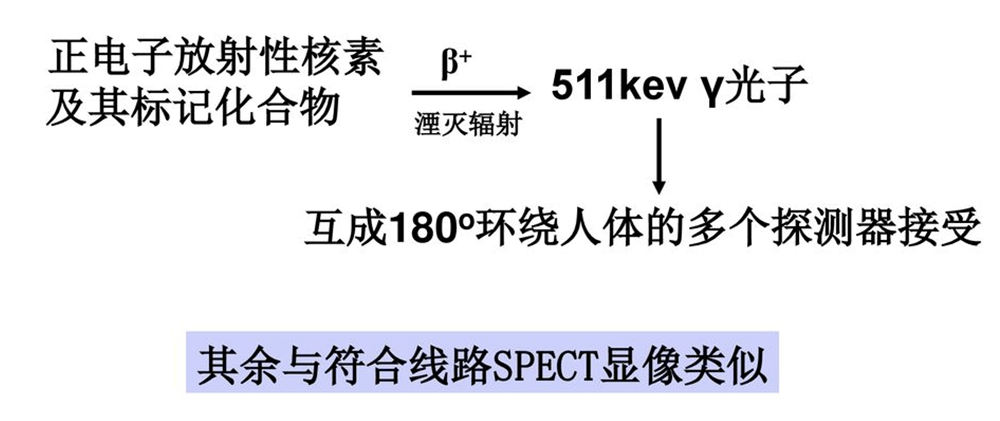 正电子放射性核素
及其标记化合物
β⁺
湮灭辐射
511kev γ光子
互成180º环绕人体的多个探测器接受
其余与符合线路SPECT显像类似